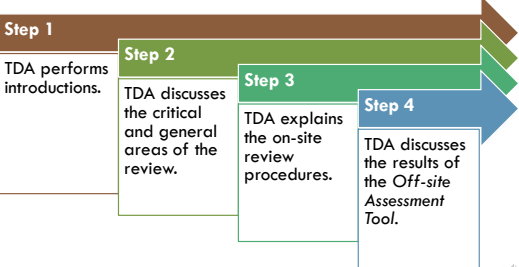 Step 1
TDA performs
introductions.
Step 2
TDA discusses
the critical
and general
areas of the
review.
Step 3
TDA explains
the on-site
review
procedures.
Step 4
TDA discusses
the results of
the Off-site
Assessment
Tool.